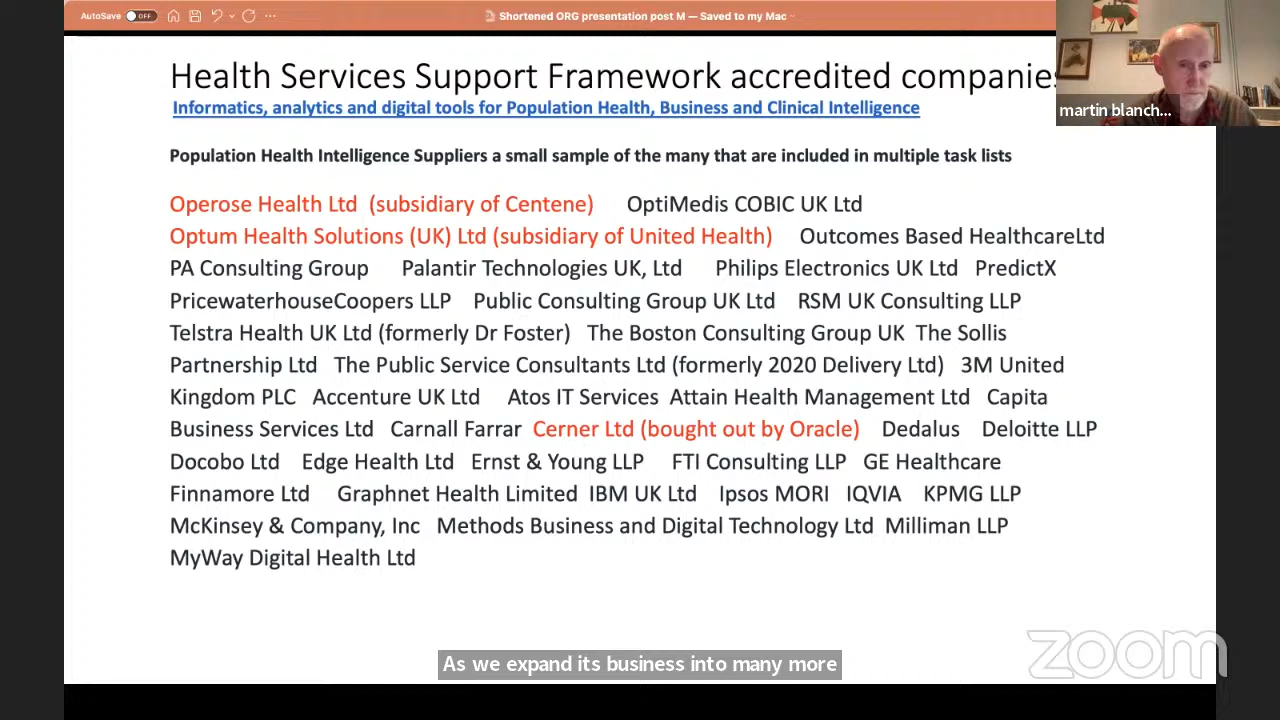 AutoSave OFF Shortened ORG presentation post M — Saved to my Mac
Health Services Support Framework accredited companies
Informatics, analytics and digital tools for Population Health, Business and Clinical Intelligence
martin blanch...
Population Health Intelligence Suppliers a small sample of the many that are included in multiple task lists
Operose Health Ltd (subsidiary of Centene) OptiMedis COBIC UK Ltd
Optum Health Solutions (UK) Ltd (subsidiary of United Health) Outcomes Based HealthcareLtd
PA Consulting Group Palantir Technologies UK, Ltd Philips Electronics UK Ltd PredictX
PricewaterhouseCoopers LLP Public Consulting Group UK Ltd RSM UK Consulting LLP
Telstra Health UK Ltd (formerly Dr Foster) The Boston Consulting Group UK The Sollis
Partnership Ltd The Public Service Consultants Ltd (formerly 2020 Delivery Ltd) 3M United
Kingdom PLC Accenture UK Ltd Atos IT Services Attain Health Management Ltd Capita
Business Services Ltd Carnall Farrar Cerner Ltd (bought out by Oracle) Dedalus Deloitte LLP
Docobo Ltd Edge Health Ltd Ernst & Young LLP FTI Consulting LLP GE Healthcare
Finnamore Ltd Graphnet Health Limited IBM UK Ltd Ipsos MORI IQVIA KPMG LLP
McKinsey & Company, Inc Methods Business and Digital Technology Ltd Milliman LLP
MyWay Digital Health Ltd
zoom
As we expand its business into many more